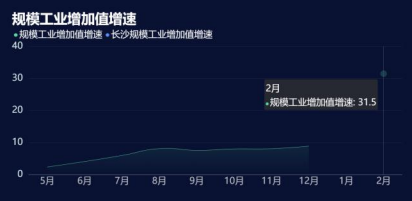 规模工业增加值增速
规模工业增加值增速 长沙规模工业增加值增速
40
30
20
10
0
2月
规模工业增加值增速: 31.5
5月 6月 7月 8月 9月 10月 11月 12月 1月 2月